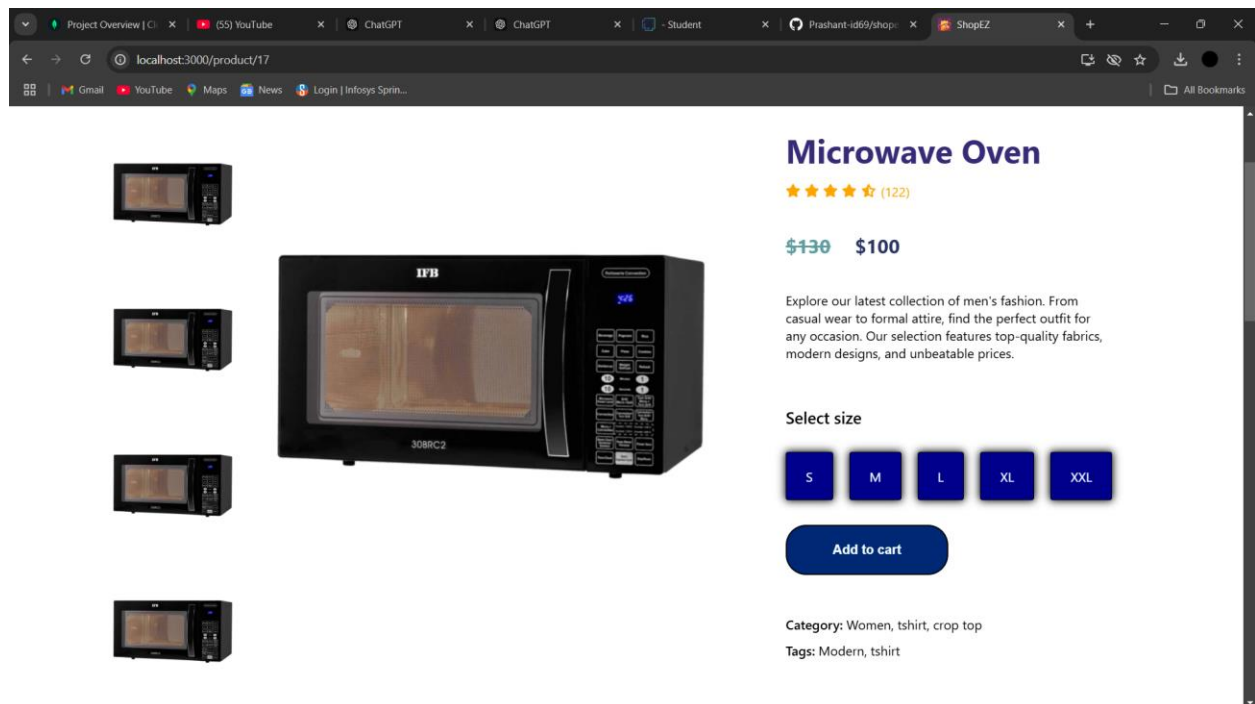 Project Overview | Cl
(55) YouTube
ChatGPT
ChatGPT
- Student
Prashant-id69/shope
ShopEZ
localhost:3000/product/17
Gmail
YouTube
Maps
News
Login | Infosys Sprin...
All Bookmarks
Microwave Oven
(122)
$130 $100
IFB
Explore our latest collection of men's fashion. From
casual wear to formal attire, find the perfect outfit for
any occasion. Our selection features top-quality fabrics,
modern designs, and unbeatable prices.
30BRC2
Select size
S M L XL XXL
Add to cart
Category: Women, tshirt, crop top
Tags: Modern, tshirt